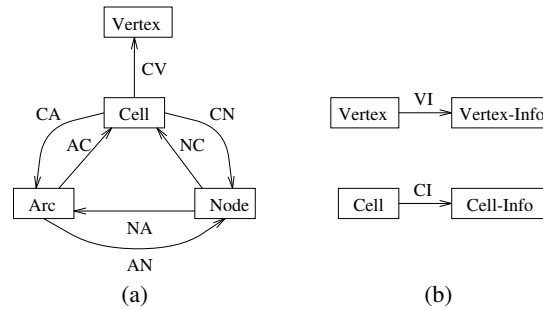 Vertex
CV
CA
Cell
CN
AC
NC
Arc
Node
NA
AN
(a)
Vertex
VI
Vertex-Info
Cell
CI
Cell-Info
(b)